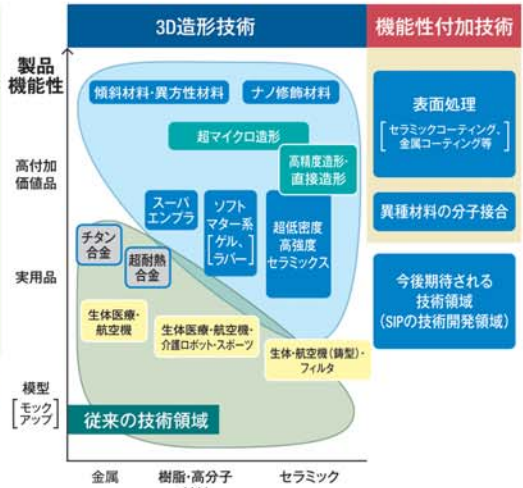 3D造形技術
機能性付加技術
製品
機能性
傾斜材料・異方性材料
ナノ修飾材料
超マイクロ造形
高精度造形・
直接造形
表面処理
[セラミックコーティング、
金属コーティング等]
高付加
価値品
スーパ
エンプラ
ソフト
マター系
[ゲル、
ラバー]
超低密度
高強度
セラミックス
異種材料の分子接合
チタン
合金
超耐熱
合金
実用品
今後期待される
技術領域
(SIPの技術開発領域)
生体医療・
航空機
生体医療・航空機・
介護ロボット・スポーツ
生体・航空機(鋳型)・
フィルタ
模型
[モック
アップ]
従来の技術領域
金属
樹脂・高分子
セラミック